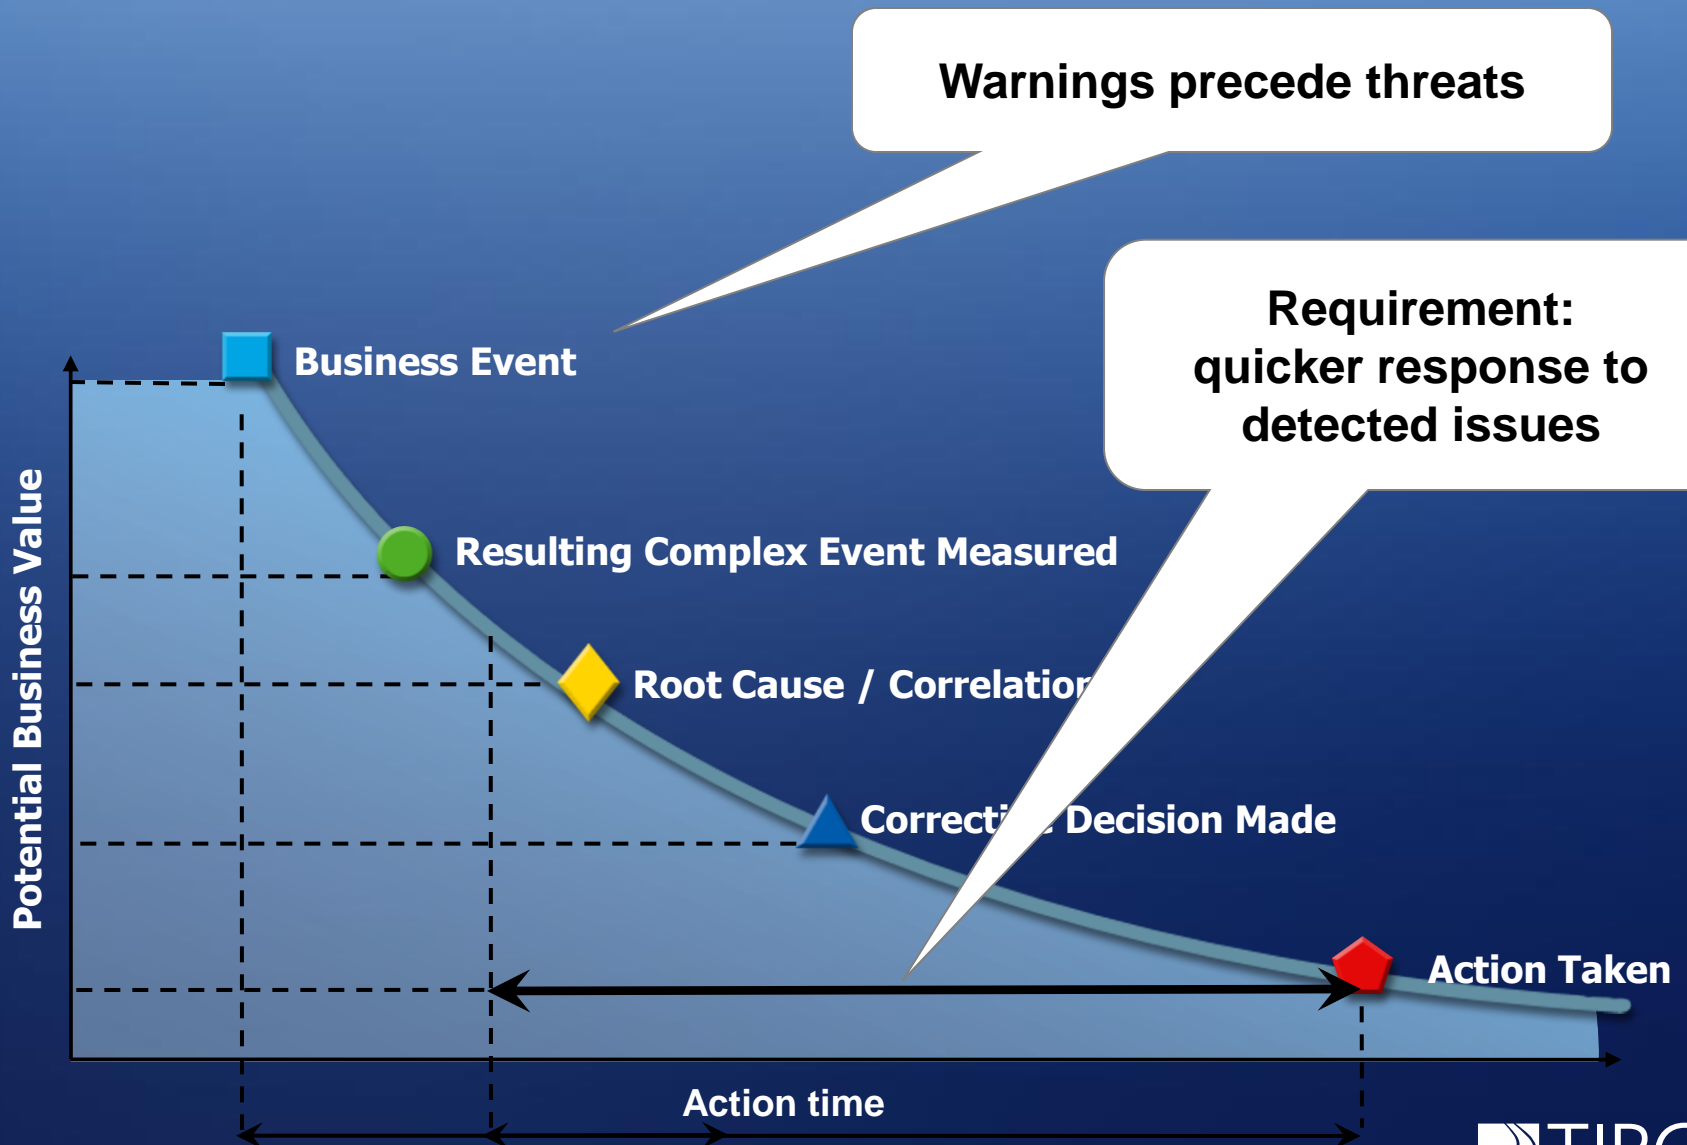 Warnings precede threats
Requirement:
quicker response to
detected issues
Business Event
Resulting Complex Event Measured
Root Cause / Correlation
Decision Made
Action Taken
Potential Business Value
Action time